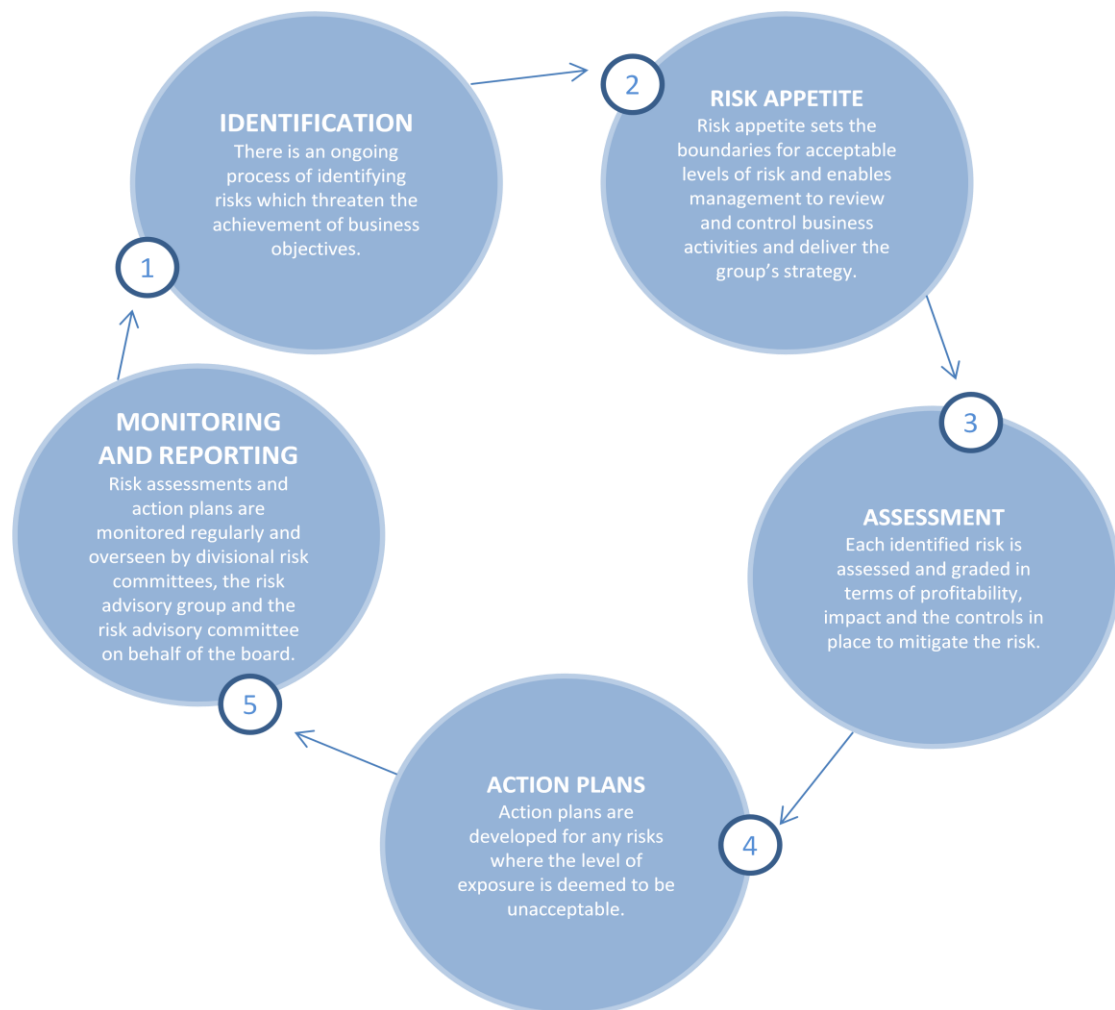 1
IDENTIFICATION
There is an ongoing
process of identifying
risks which threaten the
achievement of business
objectives.
2
RISK APPETITE
Risk appetite sets the
boundaries for acceptable
levels of risk and enables
management to review
and control business
activities and deliver the
group’s strategy.
3
ASSESSMENT
Each identified risk is
assessed and graded in
terms of profitability,
impact and the controls in
place to mitigate the risk.
4
ACTION PLANS
Action plans are
developed for any risks
where the level of
exposure is deemed to be
unacceptable.
5
MONITORING
AND REPORTING
Risk assessments and
action plans are
monitored regularly and
overseen by divisional risk
committees, the risk
advisory group and the
risk advisory committee
on behalf of the board.